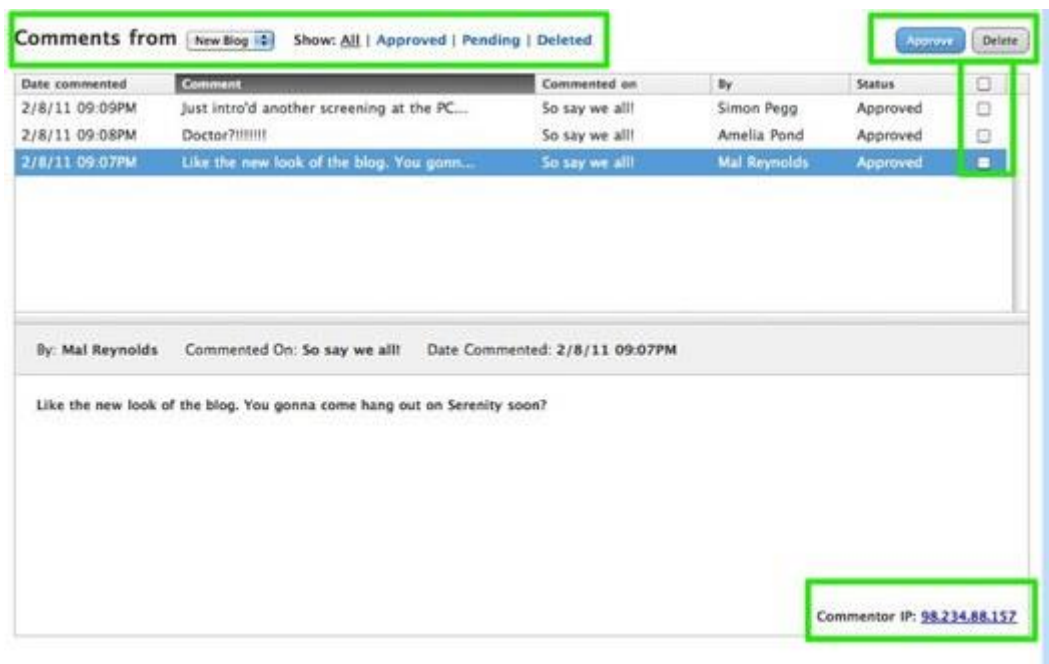 Comments from New Blog Show: All | Approved | Pending | Deleted Approve Delete
Date commented Comment Commented on By Status
2/8/11 09:09PM Just intro'd another screening at the PC... So say we all! Simon Pegg Approved
2/8/11 09:08PM Doctor?!!!!!!! So say we all! Amelia Pond Approved
2/8/11 09:07PM Like the new look of the blog. You gonn... So say we all! Mal Reynolds Approved
By: Mal Reynolds Commented On: So say we all! Date Commented: 2/8/11 09:07PM
Like the new look of the blog. You gonna come hang out on Serenity soon?
Commentor IP: 98.234.88.157